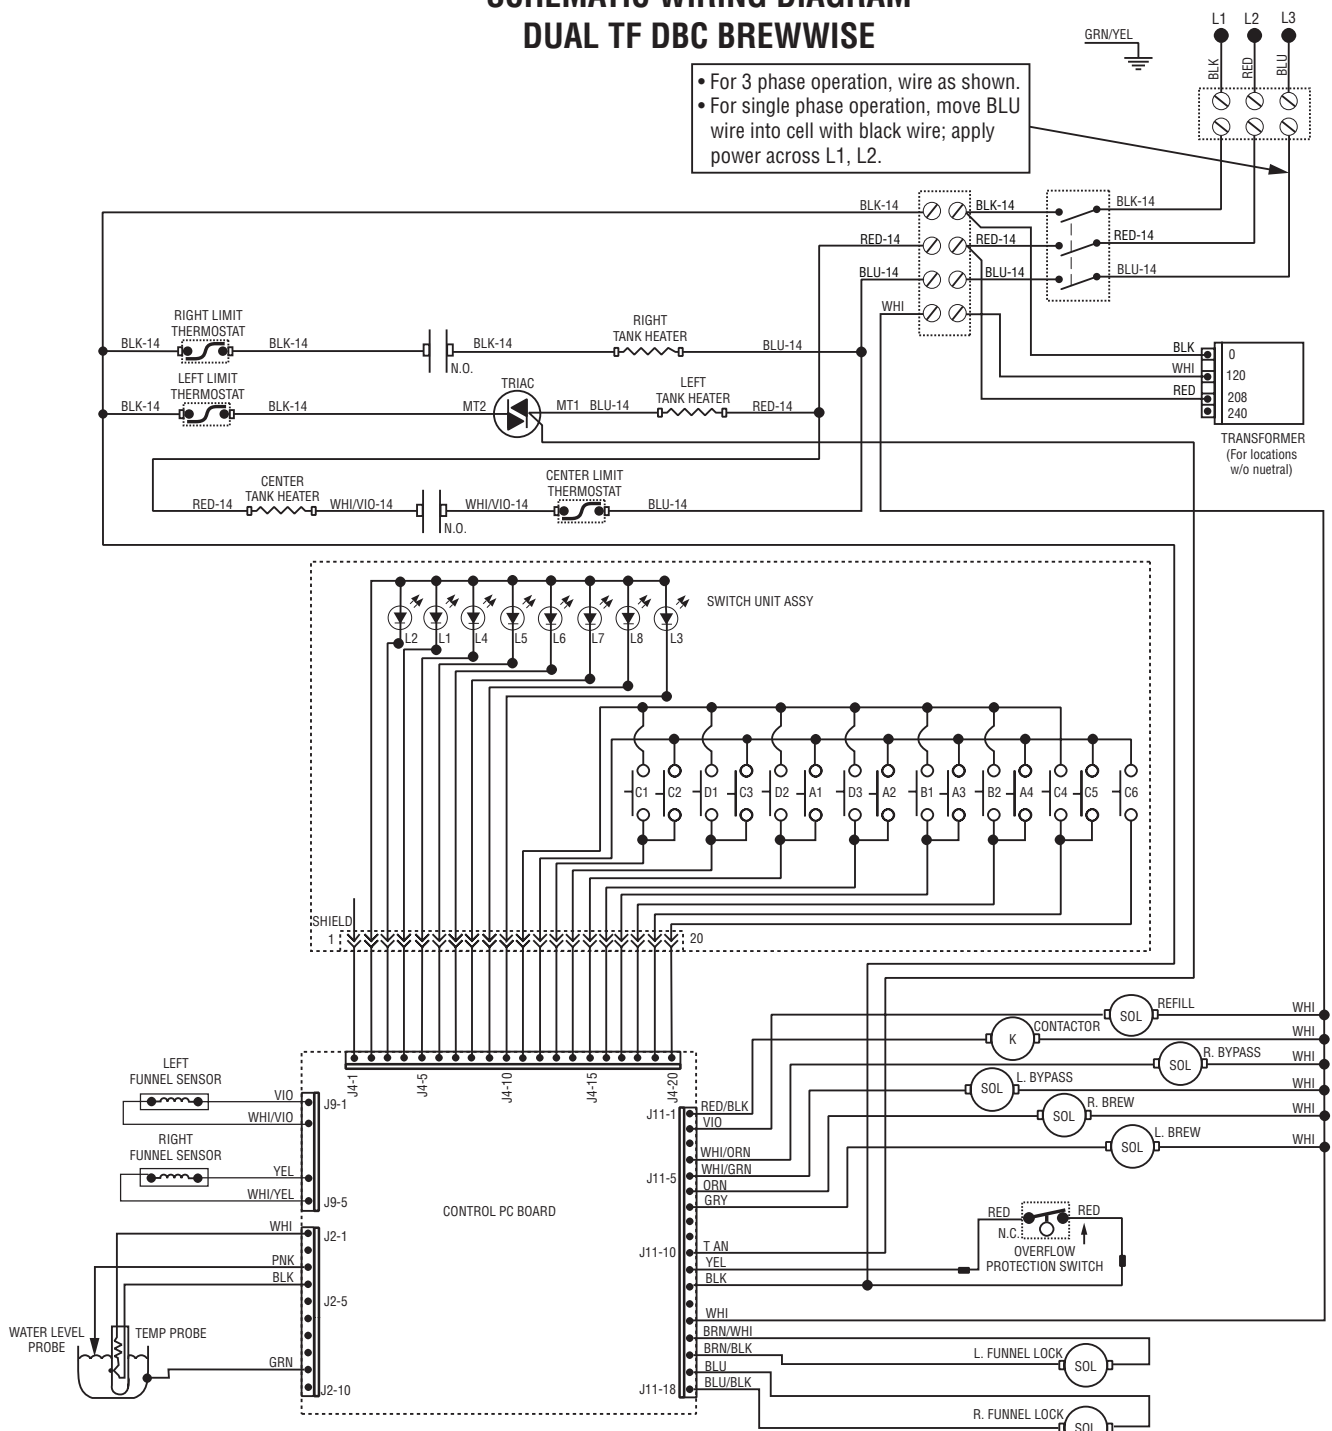 SCHEMATIC WIRING DIAGRAM
DUAL TF DBC BREWWISE
GRN/YEL
L1 L2 L3
BLK RED BLU
• For 3 phase operation, wire as shown.
• For single phase operation, move BLU
wire into cell with black wire; apply
power across L1, L2.
BLK-14 BLK-14 BLK-14
RED-14 RED-14 RED-14
BLU-14 BLU-14 BLU-14
WHI
RIGHT LIMIT
THERMOSTAT
BLK-14 BLK-14 BLK-14
N.O.
RIGHT
TANK HEATER
BLU-14
LEFT LIMIT
THERMOSTAT
BLK-14 BLK-14
TRIAC
MT2 MT1 BLU-14
LEFT
TANK HEATER
RED-14
BLK 0
WHI 120
RED 208
240
TRANSFORMER
(For locations
w/o nuetral)
CENTER
TANK HEATER
RED-14 WHI/VIO-14 WHI/VIO-14
N.O.
CENTER LIMIT
THERMOSTAT
BLU-14
SWITCH UNIT ASSY
L2 L1 L4 L5 L6 L7 L8 L3
C1 C2 D1 C3 D2 A1 D3 A2 B1 A3 B2 A4 C4 C5 C6
SHIELD
1 20
J4-1 J4-5 J4-10 J4-15 J4-20
LEFT
FUNNEL SENSOR
VIO J9-1
WHI/VIO
RIGHT
FUNNEL SENSOR
YEL
WHI/YEL J9-5
WHI J2-1
PNK
BLK
J2-5
WATER LEVEL
PROBE
TEMP PROBE
GRN
J2-10
CONTROL PC BOARD
SOL REFILL WHI
K CONTACTOR WHI
SOL R. BYPASS WHI
SOL L. BYPASS WHI
SOL R. BREW WHI
SOL L. BREW WHI
J11-1 RED/BLK
VIO
WHI/ORN
J11-5 WHI/GRN
ORN
GRY
J11-10 T AN
YEL
BLK
RED RED
N.C.
OVERFLOW
PROTECTION SWITCH
WHI
BRN/WHI
BRN/BLK
BLU
J11-18 BLU/BLK
L. FUNNEL LOCK SOL
R. FUNNEL LOCK SOL